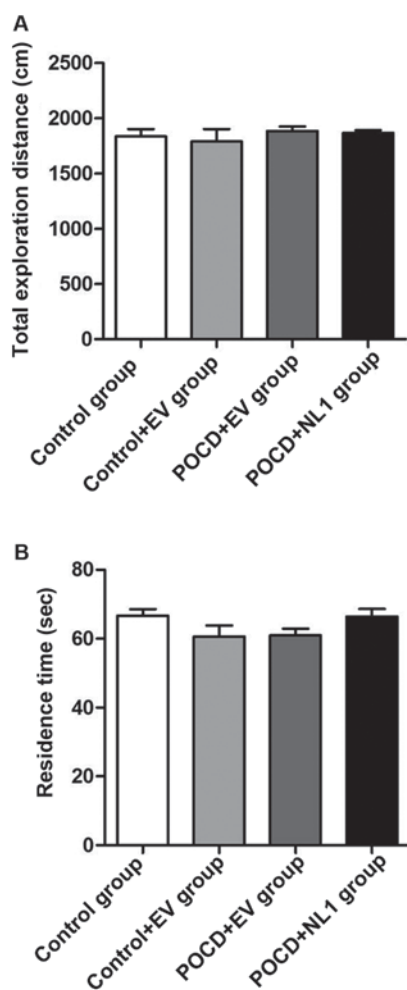 A
Total exploration distance (cm)
2500
2000
1500
1000
500
0
Control group
Control+EV group
POCD+EV group
POCD+NL1 group
B
Residence time (sec)
80
60
40
20
0
Control group
Control+EV group
POCD+EV group
POCD+NL1 group